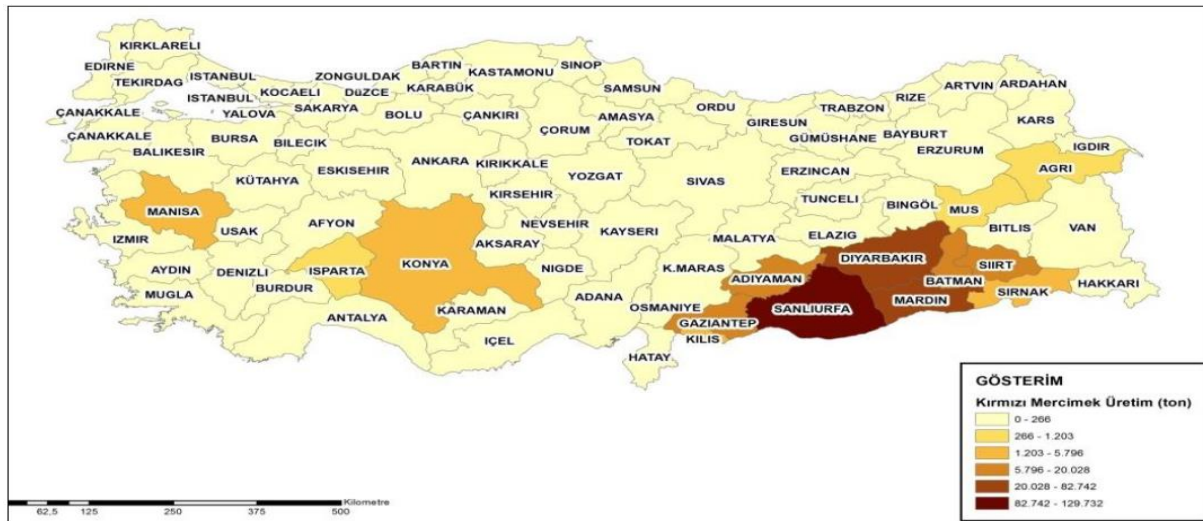 KIRKLARELI
EDIRNE
TEKIRDAG
ISTANBUL
ISTANBUL
KOCAELI
YALOVA
SAKARYA
ZONGULDAK
DÜZCE
BARTIN
KARABÜK
KASTAMONU
SINOP
SAMSUN
ORDU
GIRESUN
TRABZON
RIZE
ARTVIN
ARDAHAN
KARS
IGDIR
ÇANAKKALE
ÇANAKKALE
BALIKESIR
BURSA
BILECIK
BOLU
ÇANKIRI
ÇORUM
AMASYA
TOKAT
GÜMÜSHANE
BAYBURT
ERZURUM
AGRI
KÜTAHYA
ESKISEHIR
ANKARA
KIRIKKALE
YOZGAT
SIVAS
ERZINCAN
TUNCELI
BINGÖL
MUS
BITLIS
VAN
MANISA
USAK
AFYON
KIRSEHIR
NEVSEHIR
KAYSERI
MALATYA
ELAZIG
IZMIR
AYDIN
DENIZLI
ISPARTA
BURDUR
KONYA
AKSARAY
NIGDE
K.MARAS
ADIYAMAN
DIYARBAKIR
SIIRT
BATMAN
SIRNAK
HAKKARI
MUGLA
ANTALYA
KARAMAN
IÇEL
ADANA
OSMANIYE
GAZIANTEP
KILIS
SANLIURFA
MARDIN
HATAY
GÖSTERİM
Kırmızı Mercimek Üretim (ton)
0 - 266
266 - 1.203
1.203 - 5.796
5.796 - 20.028
20.028 - 82.742
82.742 - 129.732
Kilometre
62,5 125 250 375 500